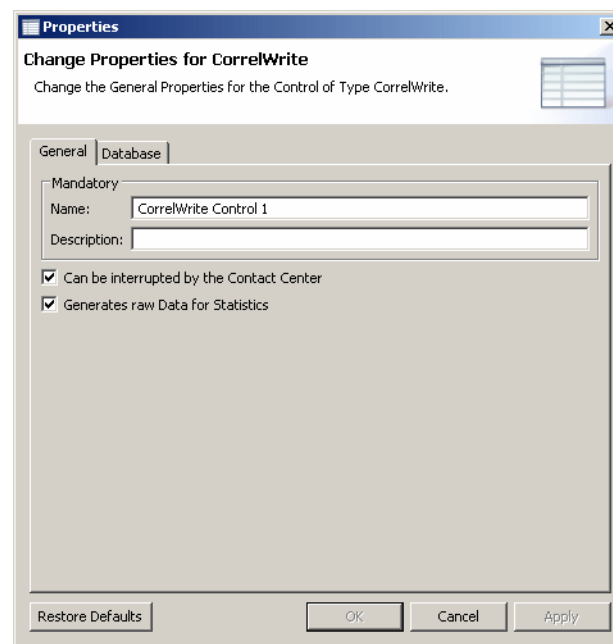 Properties
Change Properties for CorrelWrite
Change the General Properties for the Control of Type CorrelWrite.
General Database
Mandatory
Name: CorrelWrite Control 1
Description:
Can be interrupted by the Contact Center
Generates raw Data for Statistics
Restore Defaults OK Cancel Apply